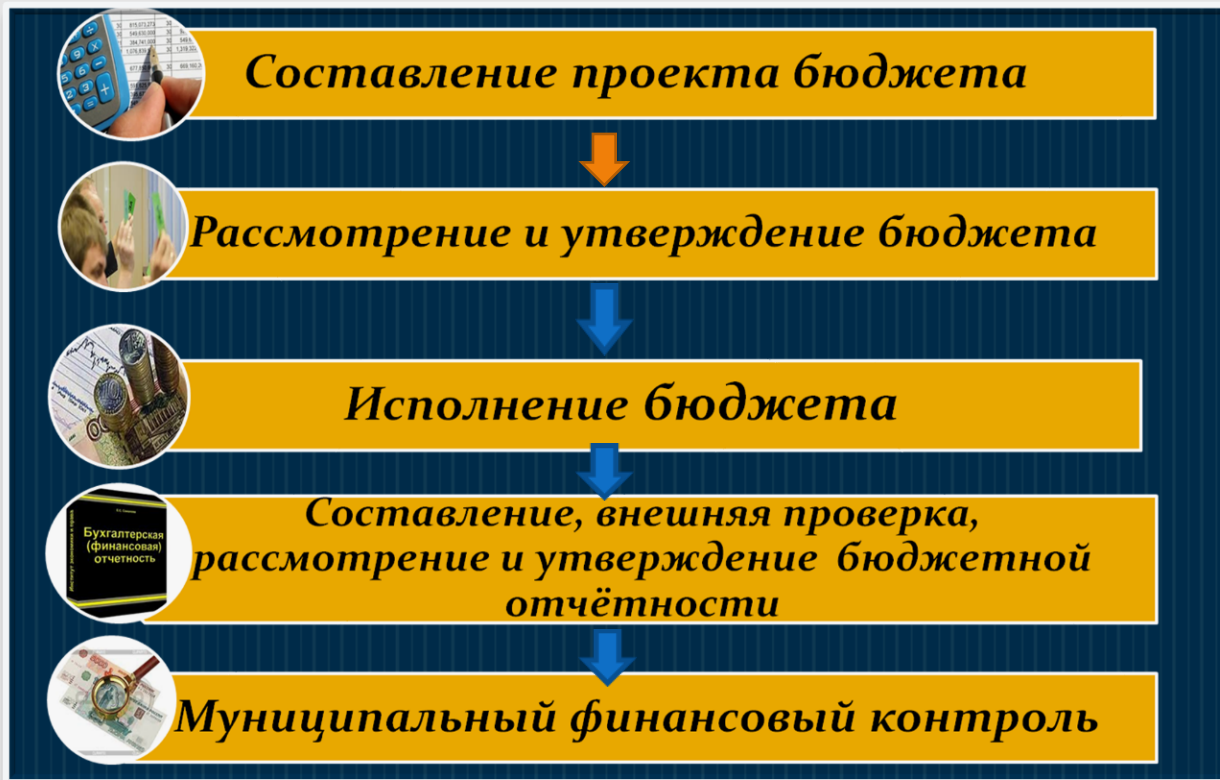 Составление проекта бюджета
Рассмотрение и утверждение бюджета
Исполнение бюджета
Бухгалтерская
(финансовая)
отчетность
Составление, внешняя проверка,
рассмотрение и утверждение бюджетной
отчётности
Муниципальный финансовый контроль